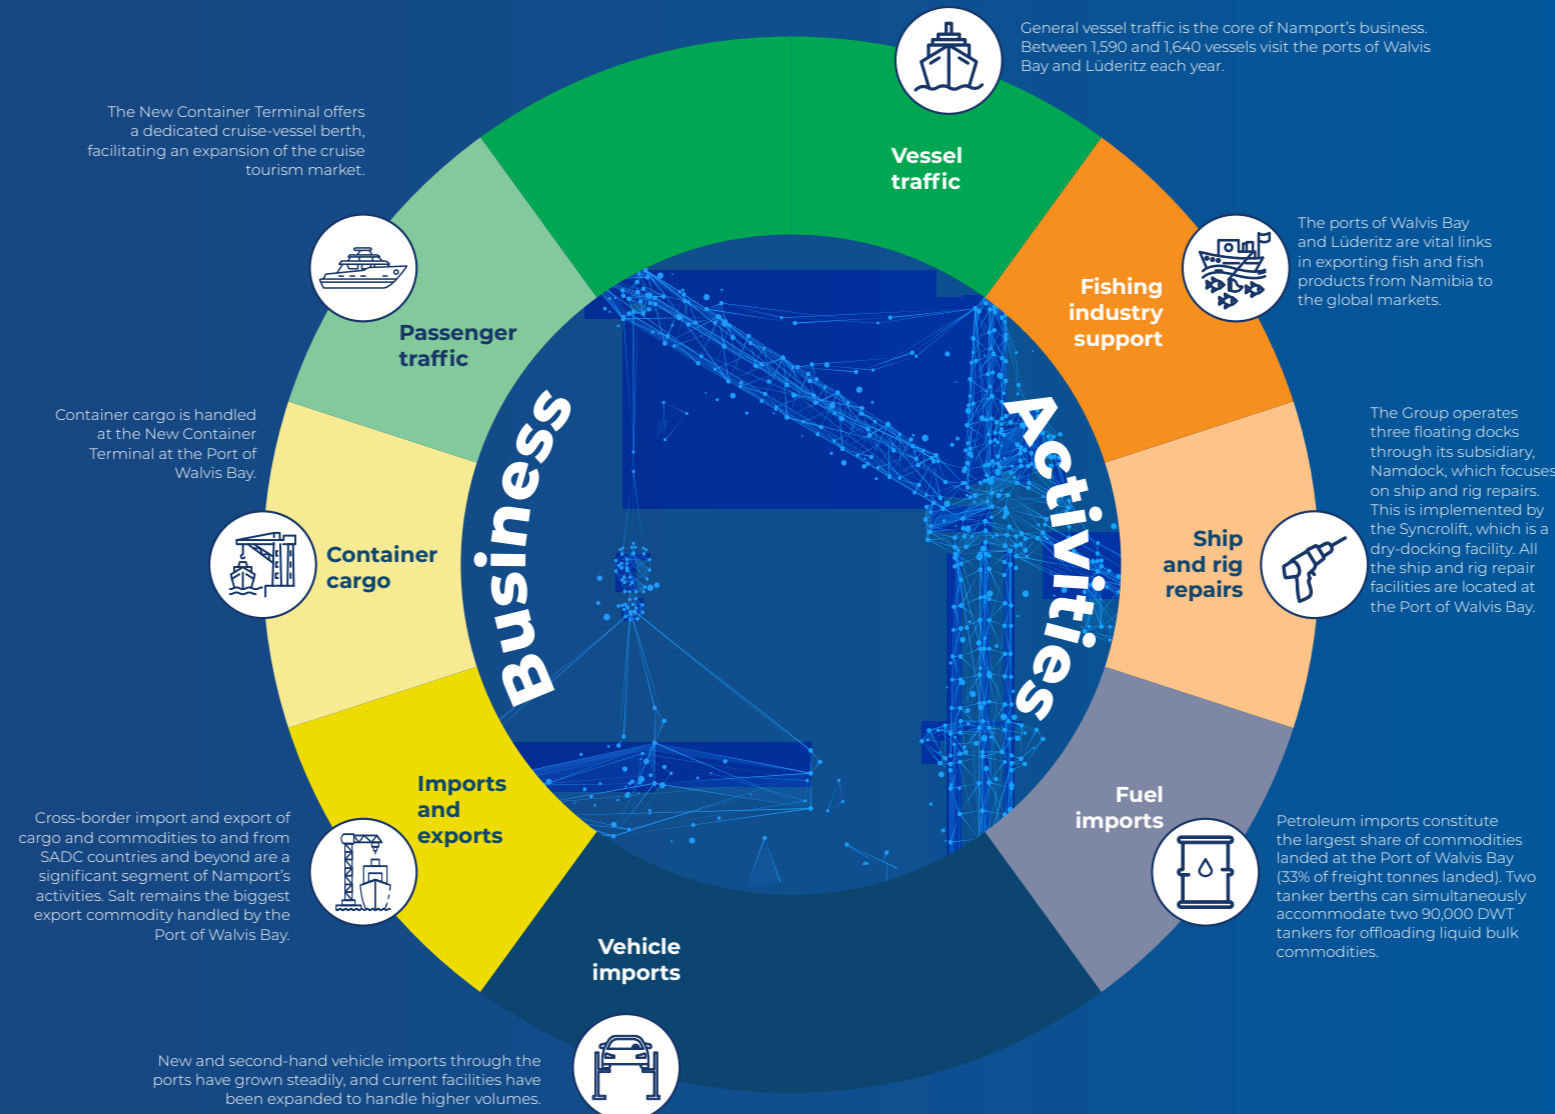 General vessel traffic is the core of Namport’s business.
Between 1,590 and 1,640 vessels visit the ports of Walvis
Bay and Lüderitz each year.
Vessel
traffic
The ports of Walvis Bay
and Lüderitz are vital links
in exporting fish and fish
products from Namibia to
the global markets.
Fishing
industry
support
The Group operates
three floating docks
through its subsidiary,
Namdock, which focuses
on ship and rig repairs.
This is implemented by
the Syncrolift, which is a
dry-docking facility. All
the ship and rig repair
facilities are located at
the Port of Walvis Bay.
Ship
and rig
repairs
Fuel
imports
Petroleum imports constitute
the largest share of commodities
landed at the Port of Walvis Bay
(33% of freight tonnes landed). Two
tanker berths can simultaneously
accommodate two 90,000 DWT
tankers for offloading liquid bulk
commodities.
Vehicle
imports
New and second-hand vehicle imports through the
ports have grown steadily, and current facilities have
been expanded to handle higher volumes.
Imports
and
exports
Cross-border import and export of
cargo and commodities to and from
SADC countries and beyond are a
significant segment of Namport’s
activities. Salt remains the biggest
export commodity handled by the
Port of Walvis Bay.
Container
cargo
Container cargo is handled
at the New Container
Terminal at the Port of
Walvis Bay.
Passenger
traffic
The New Container Terminal offers
a dedicated cruise-vessel berth,
facilitating an expansion of the cruise
tourism market.
Business
Activities